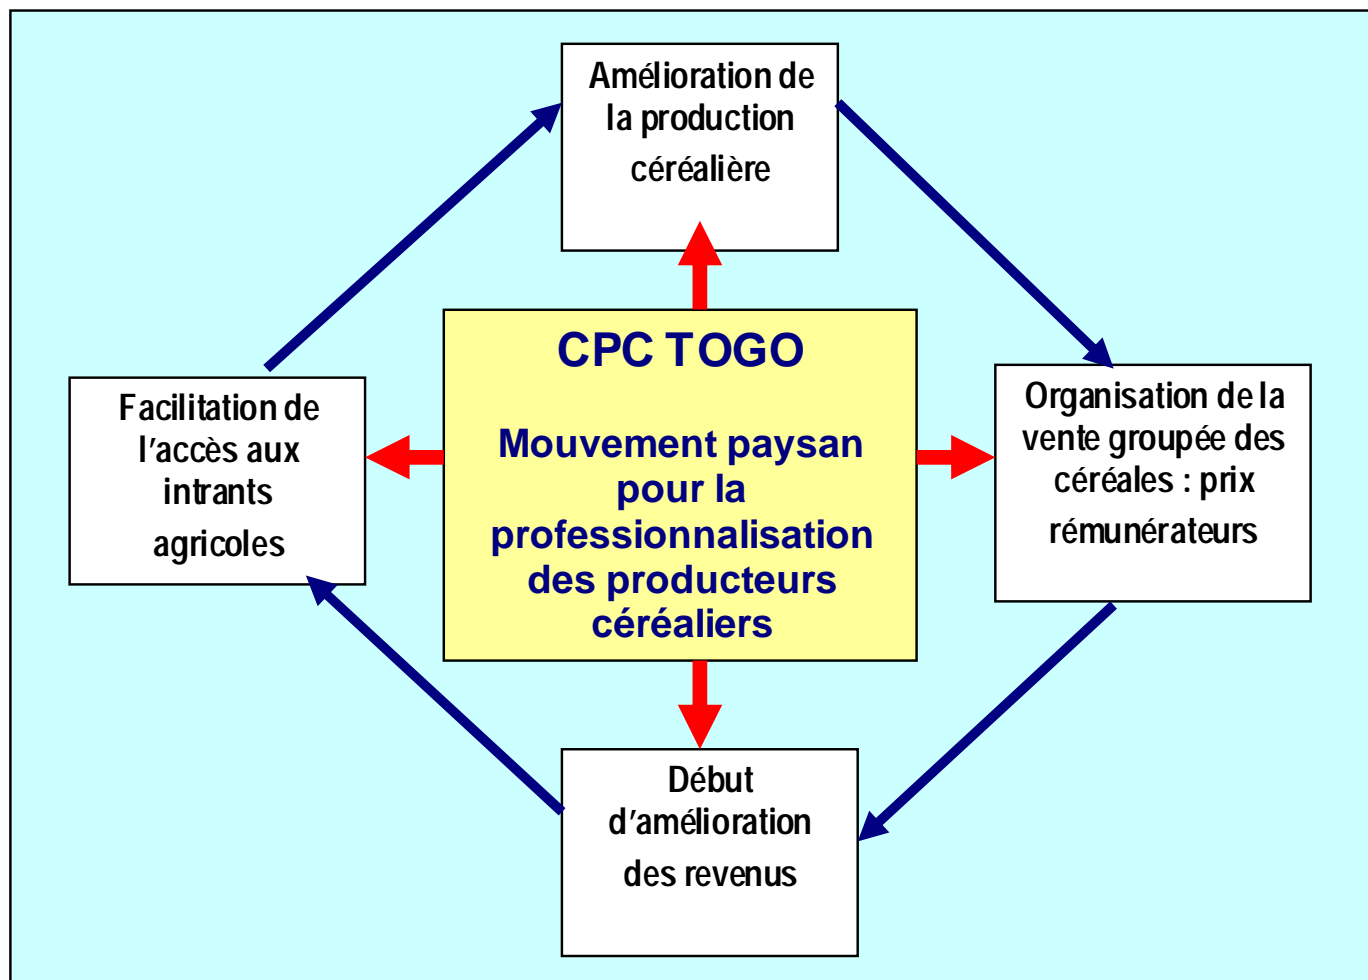 Amélioration de
la production
céréalière
CPC TOGO
Mouvement paysan
pour la
professionnalisation
des producteurs
céréaliers
Facilitation de
l'accès aux
intrants
agricoles
Organisation de la
vente groupée des
céréales : prix
rémunérateurs
Début
d'amélioration
des revenus